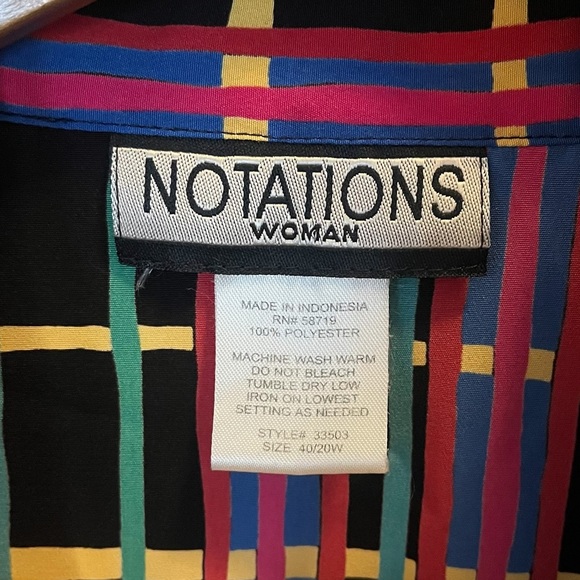 NOTATIONS
WOMAN
MADE IN INDONESIA
RN# 58719
100% POLYESTER
MACHINE WASH WARM
DO NOT BLEACH
TUMBLE DRY LOW
IRON ON LOWEST
SETTING AS NEEDED
STYLE# 33503
SIZE 40/20W